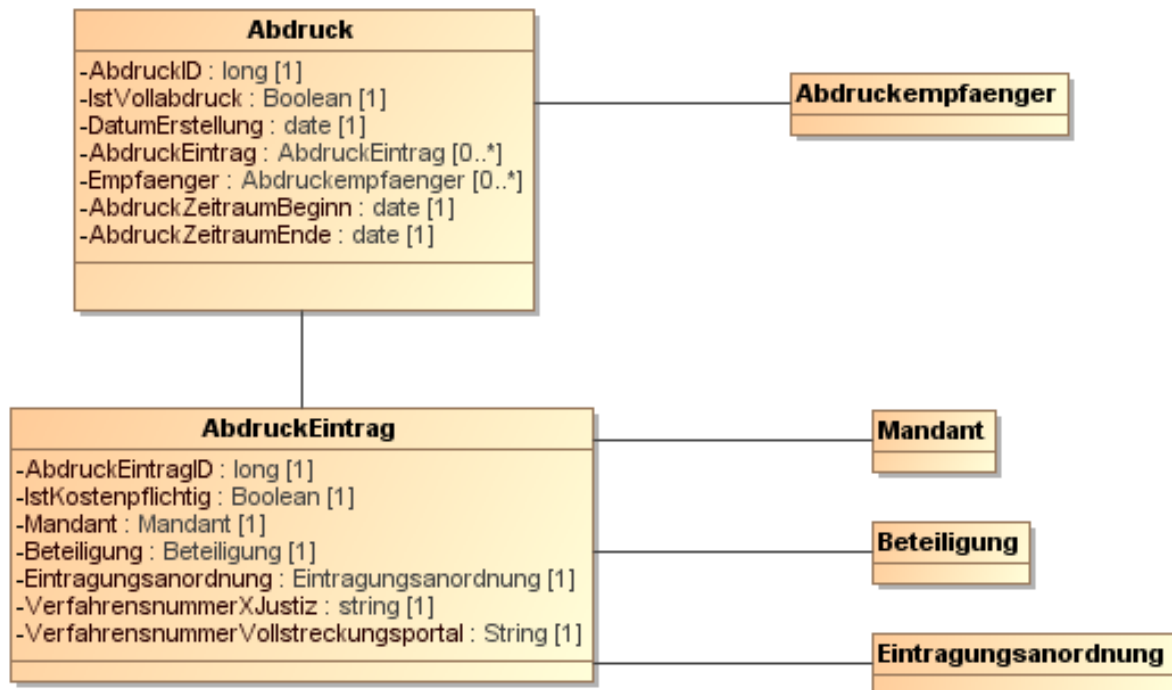 Abdruck
-AbdruckID : long [1]
-IstVollabdruck : Boolean [1]
-DatumErstellung : date [1]
-AbdruckEintrag : AbdruckEintrag [0..*]
-Empfaenger : Abdruckempfaenger [0..*]
-AbdruckZeitraumBeginn : date [1]
-AbdruckZeitraumEnde : date [1]
Abdruckempfaenger
AbdruckEintrag
-AbdruckEintragID : long [1]
-IstKostenpflichtig : Boolean [1]
-Mandant : Mandant [1]
-Beteiligung : Beteiligung [1]
-Eintragungsanordnung : Eintragungsanordnung [1]
-VerfahrensnummerXJustiz : string [1]
-VerfahrensnummerVollstreckungsportal : String [1]
Mandant
Beteiligung
Eintragungsanordnung